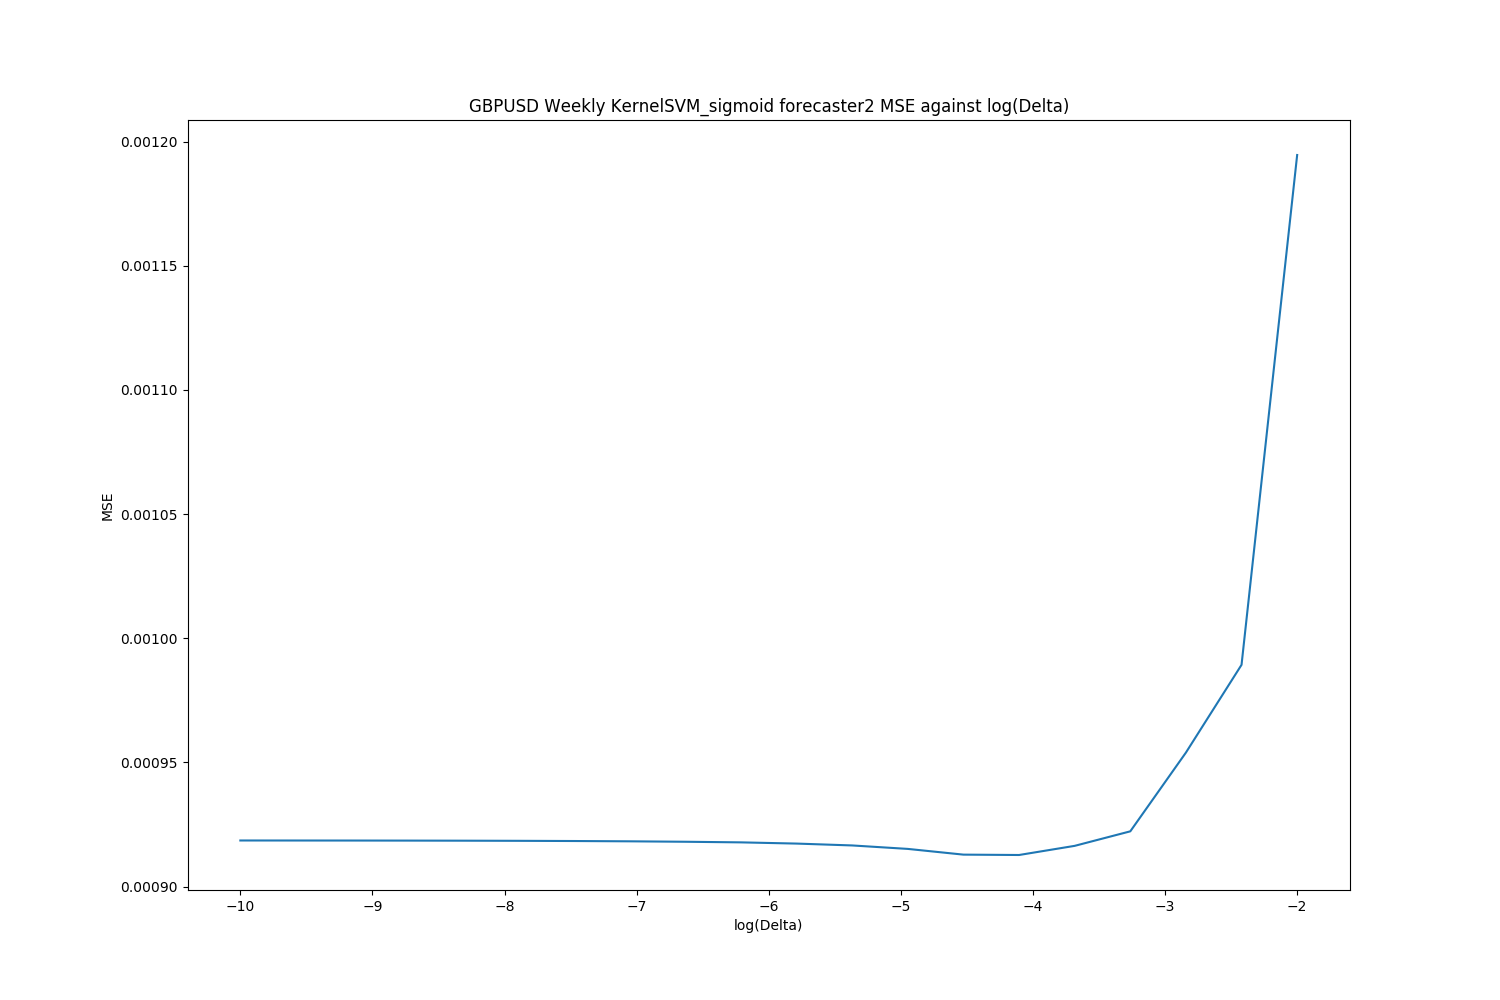 GBPUSD Weekly KernelSVM_sigmoid forecaster2 MSE against log(Delta)
0.00120
0.00115
0.00110
0.00105
0.00100
0.00095
0.00090
MSE
−10 −9 −8 −7 −6 −5 −4 −3 −2
log(Delta)